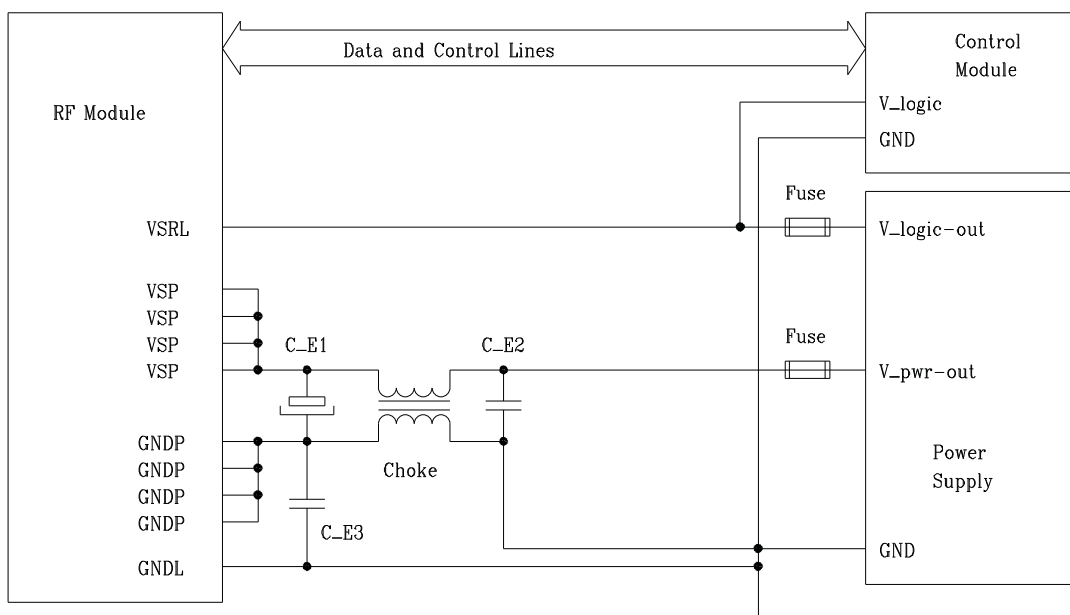 Data and Control Lines
Control
Module
RF Module
V_logic
GND
Fuse
VSRL
V_logic-out
VSP
VSP
VSP
VSP
Fuse
C_E1
C_E2
V_pwr-out
GNDP
GNDP
GNDP
GNDP
Choke
Power
Supply
C_E3
GND
GNDL